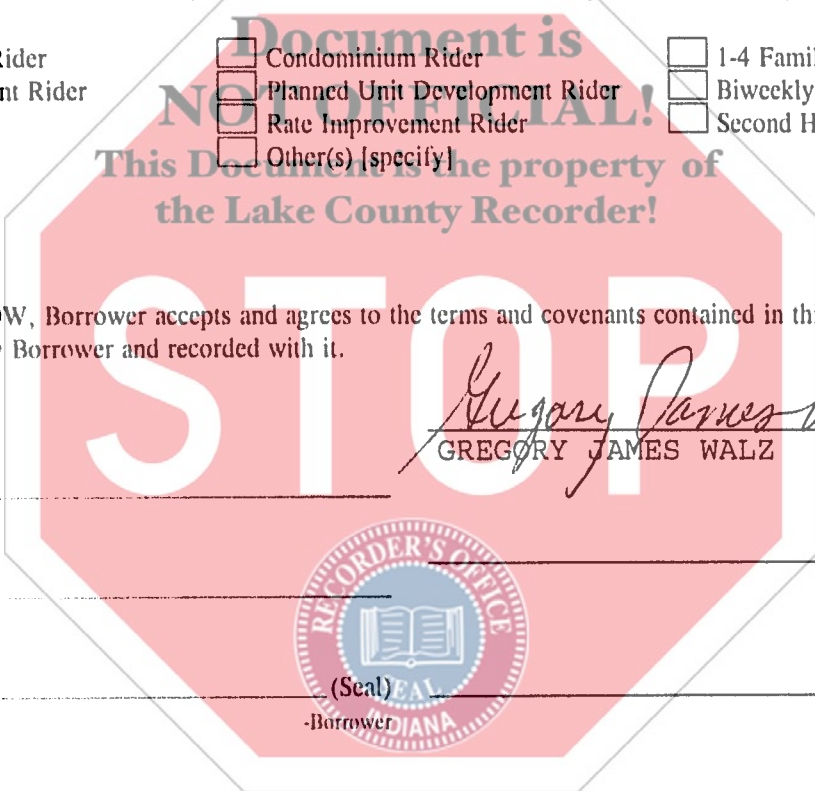 Document is
Rider Condominium Rider 1-4 Famil
nt Rider Planned Unit Development Rider Biweekly
NOT OFFICIAL!
Rate Improvement Rider Second H
Other(s) [specify]
This Document is the property of
the Lake County Recorder!
OW, Borrower accepts and agrees to the terms and covenants contained in thi
Borrower and recorded with it.
STOP
Gregory James
GREGORY JAMES WALZ
RECORDER'S OFFICE
SEAL
INDIANA
(Seal)
-Borrower